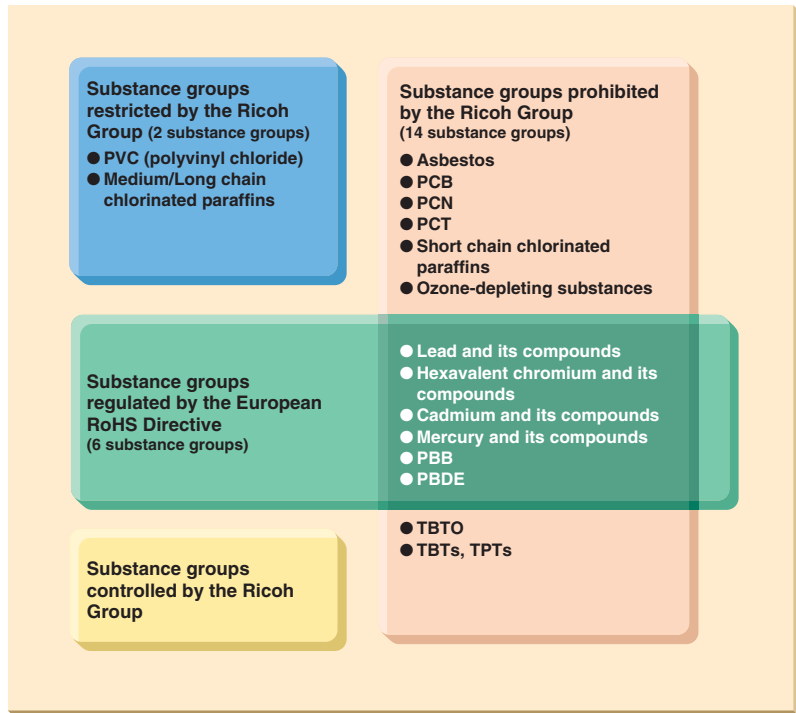 Substance groups
restricted by the Ricoh
Group (2 substance groups)
● PVC (polyvinyl chloride)
● Medium/Long chain
chlorinated paraffins
Substance groups prohibited
by the Ricoh Group
(14 substance groups)
● Asbestos
● PCB
● PCN
● PCT
● Short chain chlorinated
paraffins
● Ozone-depleting substances
Substance groups
regulated by the European
RoHS Directive
(6 substance groups)
● Lead and its compounds
● Hexavalent chromium and its
compounds
● Cadmium and its compounds
● Mercury and its compounds
● PBB
● PBDE
● TBTO
● TBTs, TPTs
Substance groups
controlled by the Ricoh
Group